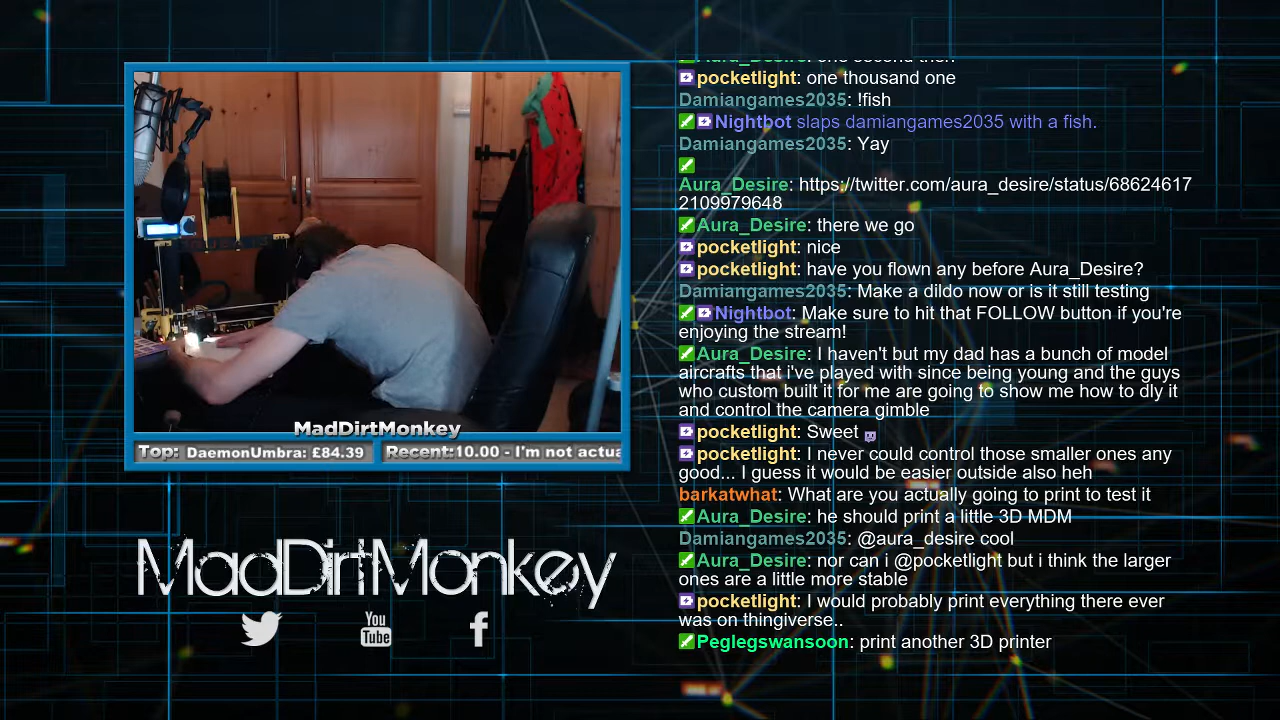 Aura_Desire: one second then
pocketlight: one thousand one
Damiangames2035: !fish
Nightbot slaps damiangames2035 with a fish.
Damiangames2035: Yay
Aura_Desire: https://twitter.com/aura_desire/status/68624617
2109979648
Aura_Desire: there we go
pocketlight: nice
pocketlight: have you flown any before Aura_Desire?
Damiangames2035: Make a dildo now or is it still testing
Nightbot: Make sure to hit that FOLLOW button if you're
enjoying the stream!
Aura_Desire: I haven't but my dad has a bunch of model
aircrafts that i've played with since being young and the guys
who custom built it for me are going to show me how to dly it
and control the camera gimble
pocketlight: Sweet
pocketlight: I never could control those smaller ones any
good... I guess it would be easier outside also heh
barkatwhat: What are you actually going to print to test it
Aura_Desire: he should print a little 3D MDM
Damiangames2035: @aura_desire cool
Aura_Desire: nor can i @pocketlight but i think the larger
ones are a little more stable
pocketlight: I would probably print everything there ever
was on thingiverse..
Peglegswansoon: print another 3D printer
MadDirtMonkey
Top: DaemonUmbra: £84.39
Recent:10.00 - I'm not actua
MadDirtMonkey
You
Tube